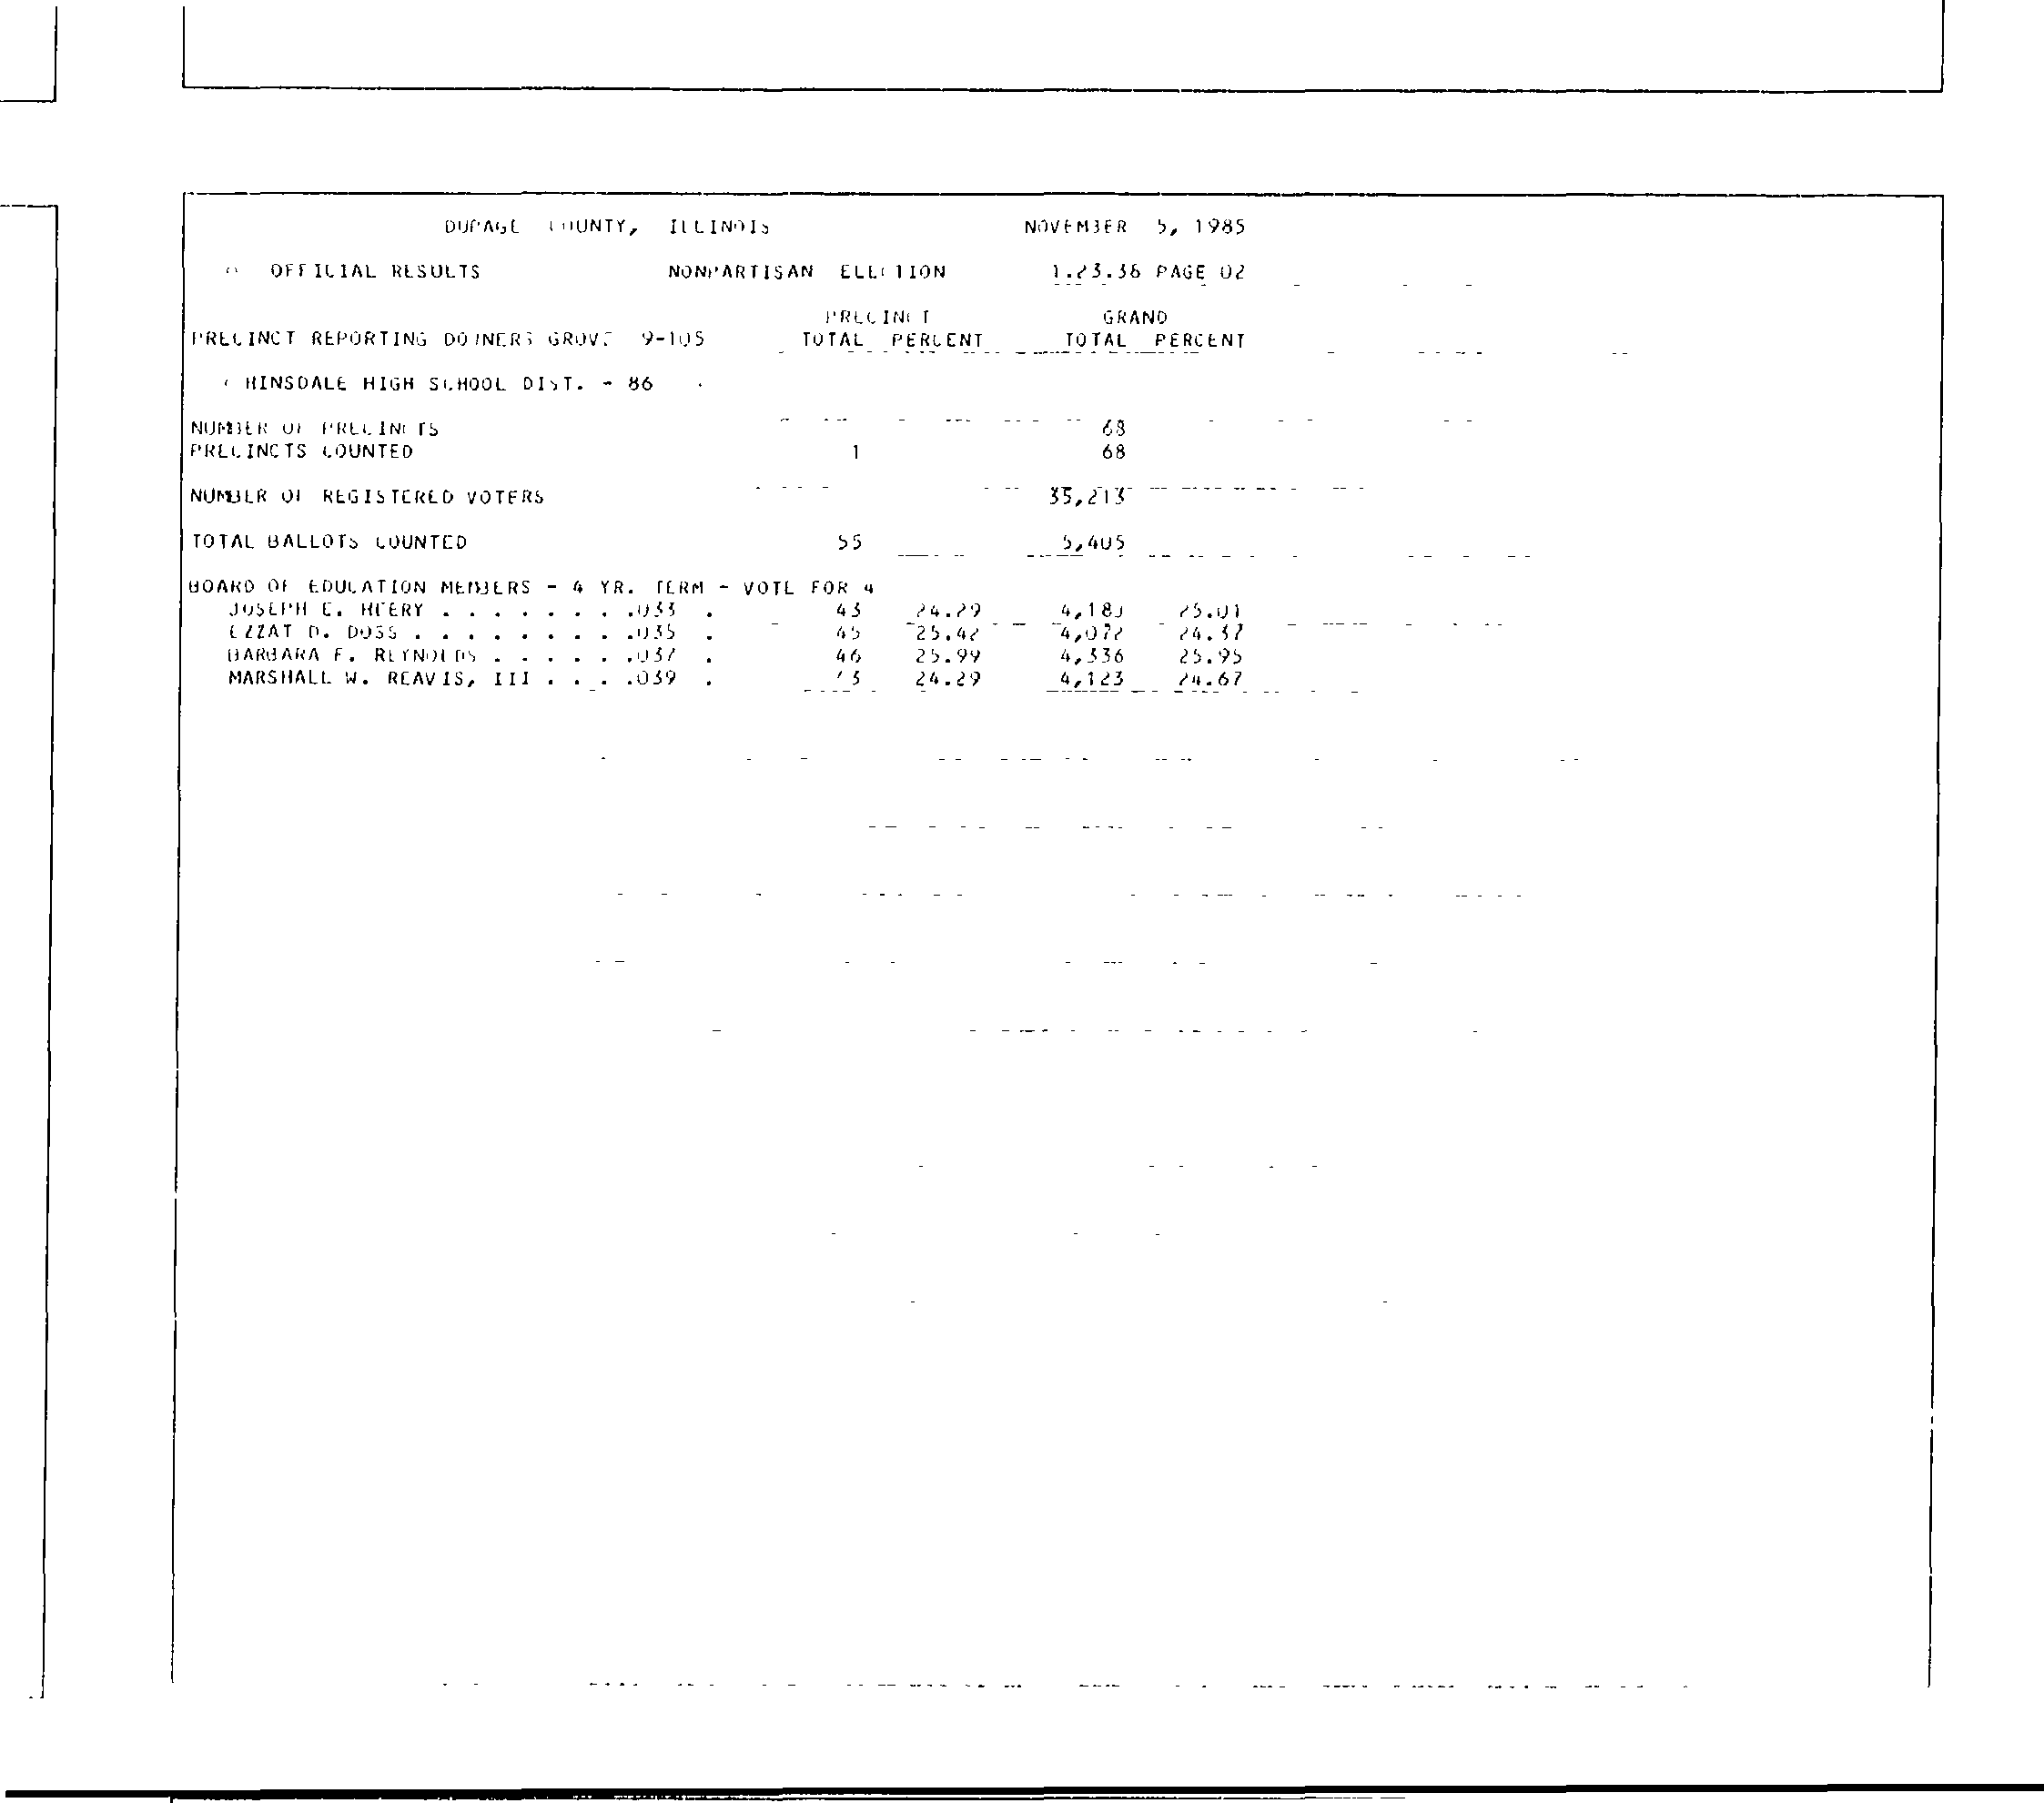 DUPAGE COUNTY, ILLINOIS NOVEMBER 5, 1985
OFFICIAL RESULTS NONPARTISAN ELECTION 1.23.36 PAGE 02
PRECINCT GRAND
PRECINCT REPORTING DOWNERS GROVE 9-105 TOTAL PERCENT TOTAL PERCENT
HINSDALE HIGH SCHOOL DIST. - 86
NUMBER OF PRECINCTS 68
PRECINCTS COUNTED 1 68
NUMBER OF REGISTERED VOTERS 35,213
TOTAL BALLOTS COUNTED 55 5,405
BOARD OF EDUCATION MEMBERS - 4 YR. TERM - VOTE FOR 4
JOSEPH E. HEERY . . . . . . . .033 . 43 24.29 4,180 25.01
EZZAT D. DOSS . . . . . . . . .035 . 45 25.42 4,072 24.37
BARBARA F. REYNOLDS . . . . . .037 . 46 25.99 4,336 25.95
MARSHALL W. REAVIS, III . . . .039 . 43 24.29 4,123 24.67